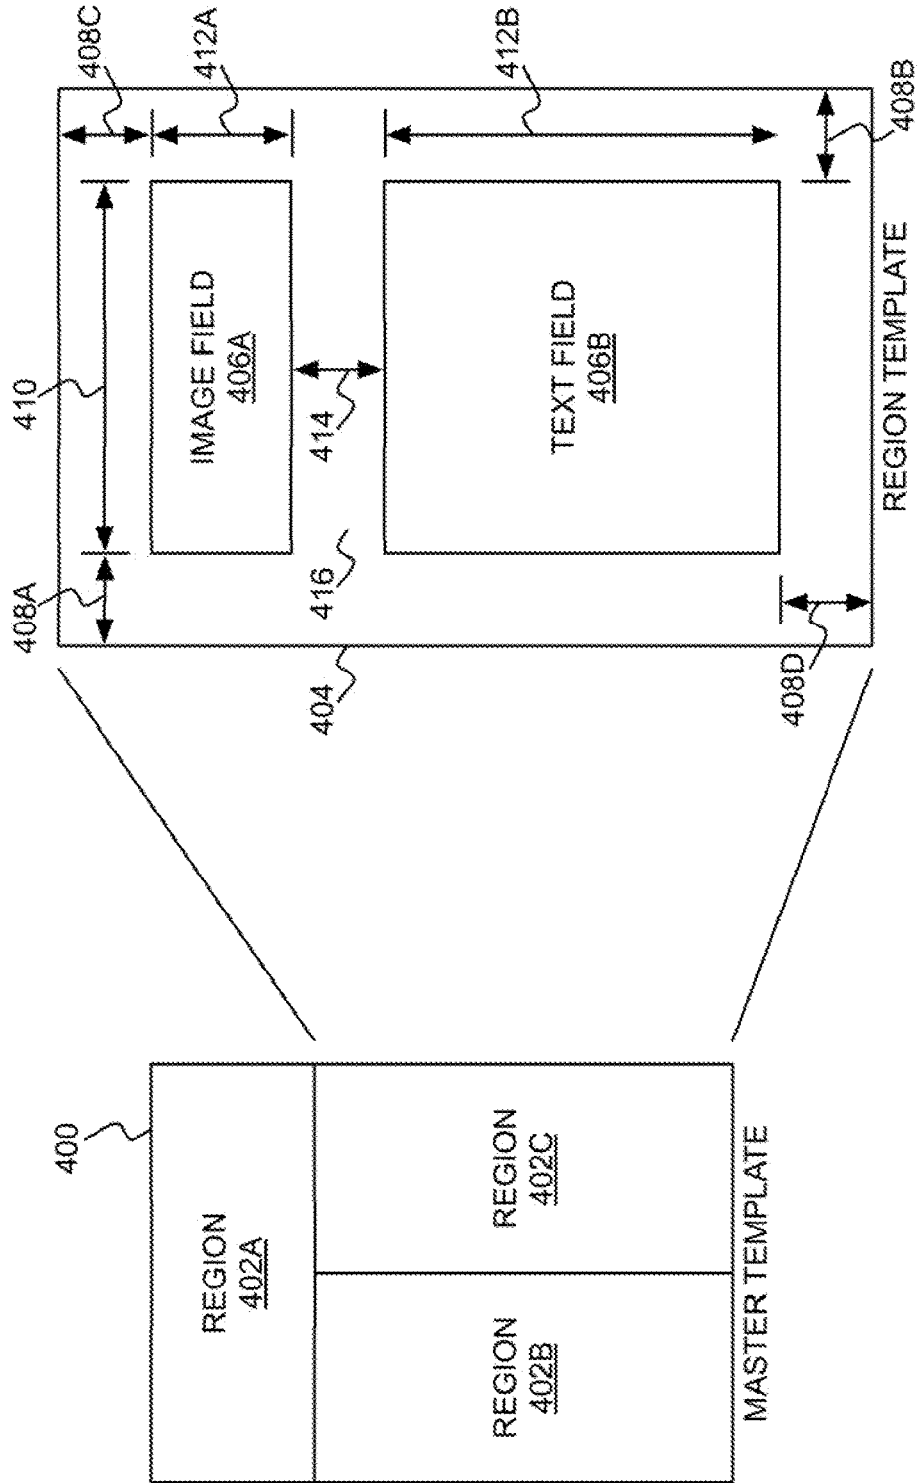 400
REGION
402A
REGION
402B
REGION
402C
MASTER TEMPLATE
408A
410
408C
412A
IMAGE FIELD
406A
414
416
404
412B
TEXT FIELD
406B
408D
408B
REGION TEMPLATE